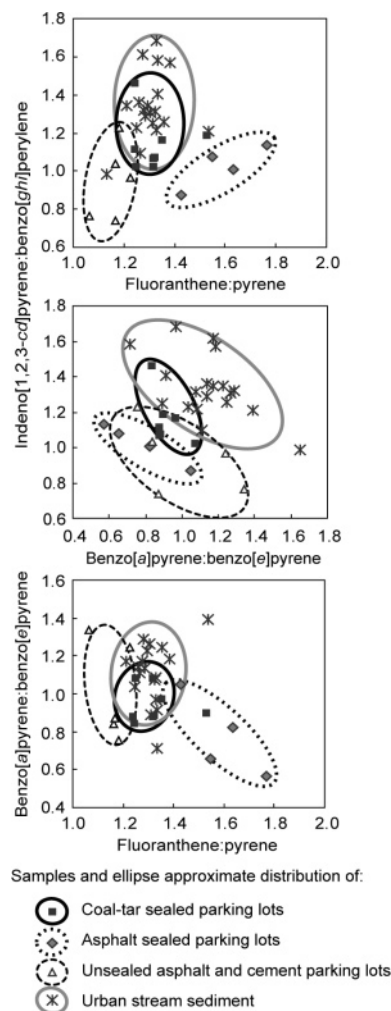 1.8
1.6
1.4
1.2
1.0
0.8
0.6
1.0 1.2 1.4 1.6 1.8 2.0
Fluoranthene:pyrene
Indeno[1,2,3-cd]pyrene:benzo[ghi]perylene
1.8
1.6
1.4
1.2
1.0
0.8
0.6
0.4 0.6 0.8 1.0 1.2 1.4 1.6 1.8
Benzo[a]pyrene:benzo[e]pyrene
Benzo[a]pyrene:benzo[e]pyrene
1.6
1.4
1.2
1.0
0.8
0.6
0.4
1.0 1.2 1.4 1.6 1.8 2.0
Fluoranthene:pyrene
Samples and ellipse approximate distribution of:
Coal-tar sealed parking lots
Asphalt sealed parking lots
Unsealed asphalt and cement parking lots
Urban stream sediment